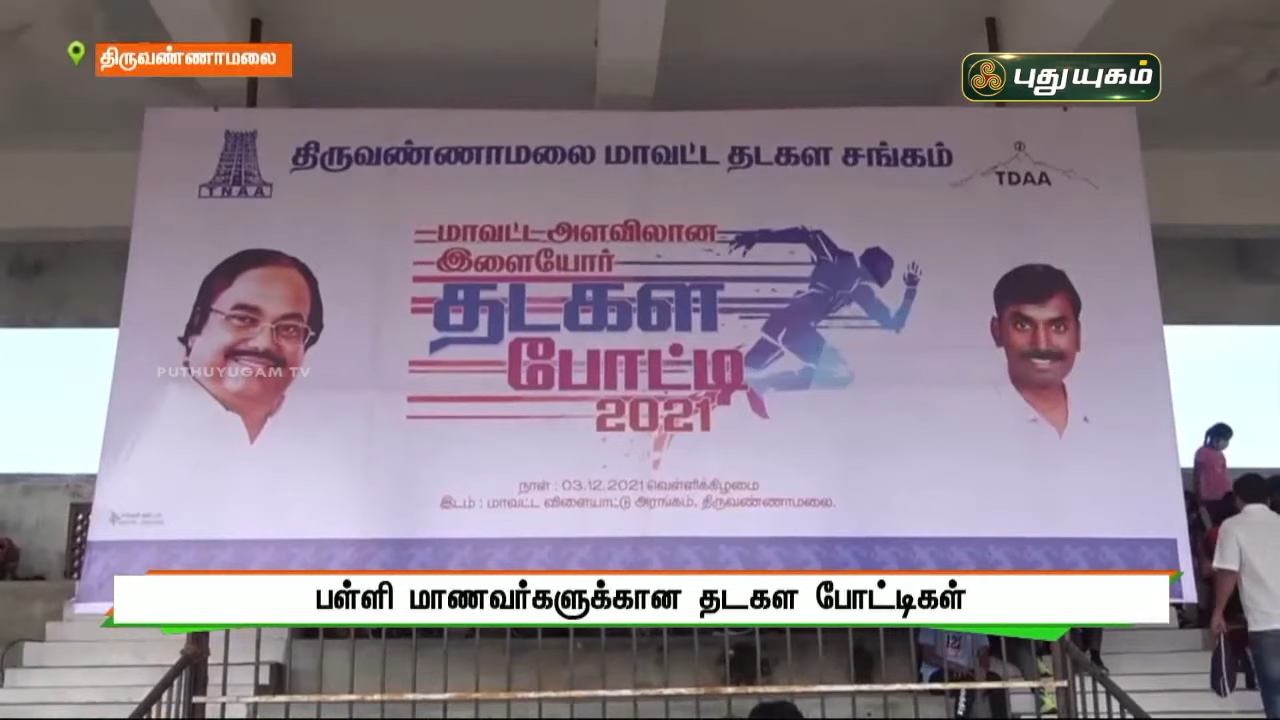 திருவண்ணாமலை
புதுயுகம்
திருவண்ணாமலை மாவட்ட தடகள சங்கம்
TNAA
TDAA
மாவட்ட அளவிலான
இளையோர்
தடகள
போட்டி
2021
PUTHUYUGAM TV
நாள் : 03.12.2021 வெள்ளிக்கிழமை
இடம் : மாவட்ட விளையாட்டு அரங்கம், திருவண்ணாமலை.
பள்ளி மாணவர்களுக்கான தடகள போட்டிகள்